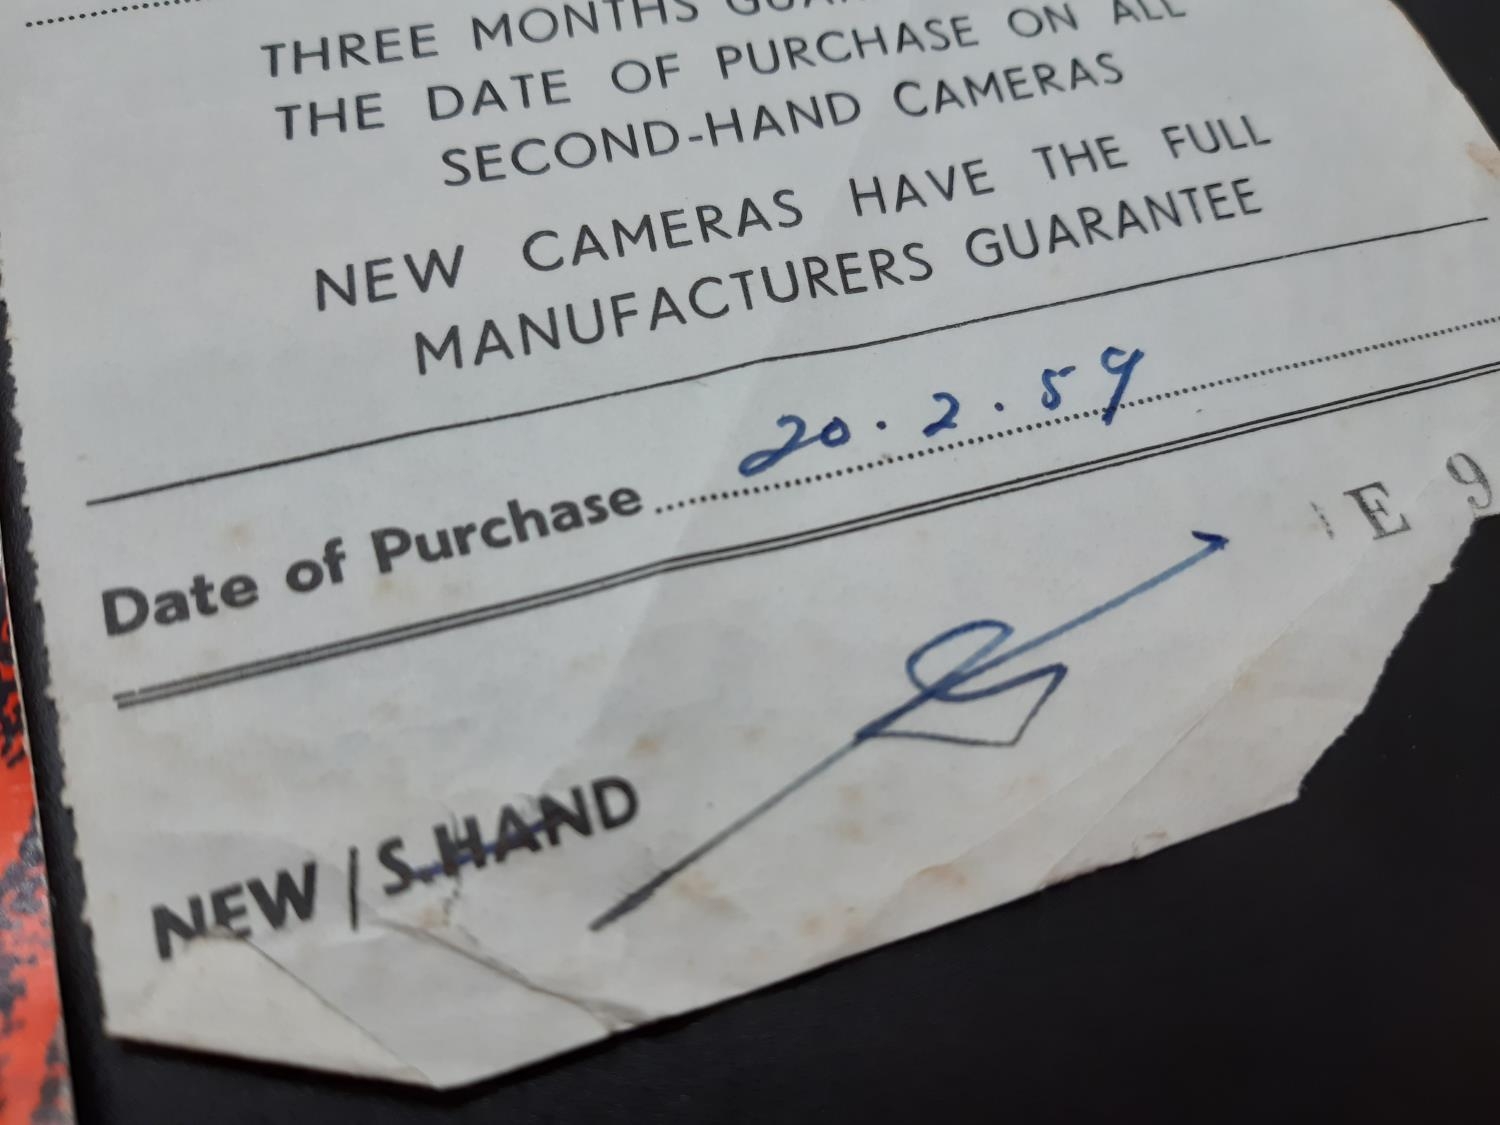 THREE MONTHS
THE DATE OF PURCHASE ON ALL
SECOND-HAND CAMERAS
NEW CAMERAS HAVE THE FULL
MANUFACTURERS GUARANTEE
Date of Purchase 20.2.59
E 9
NEW / S.HAND